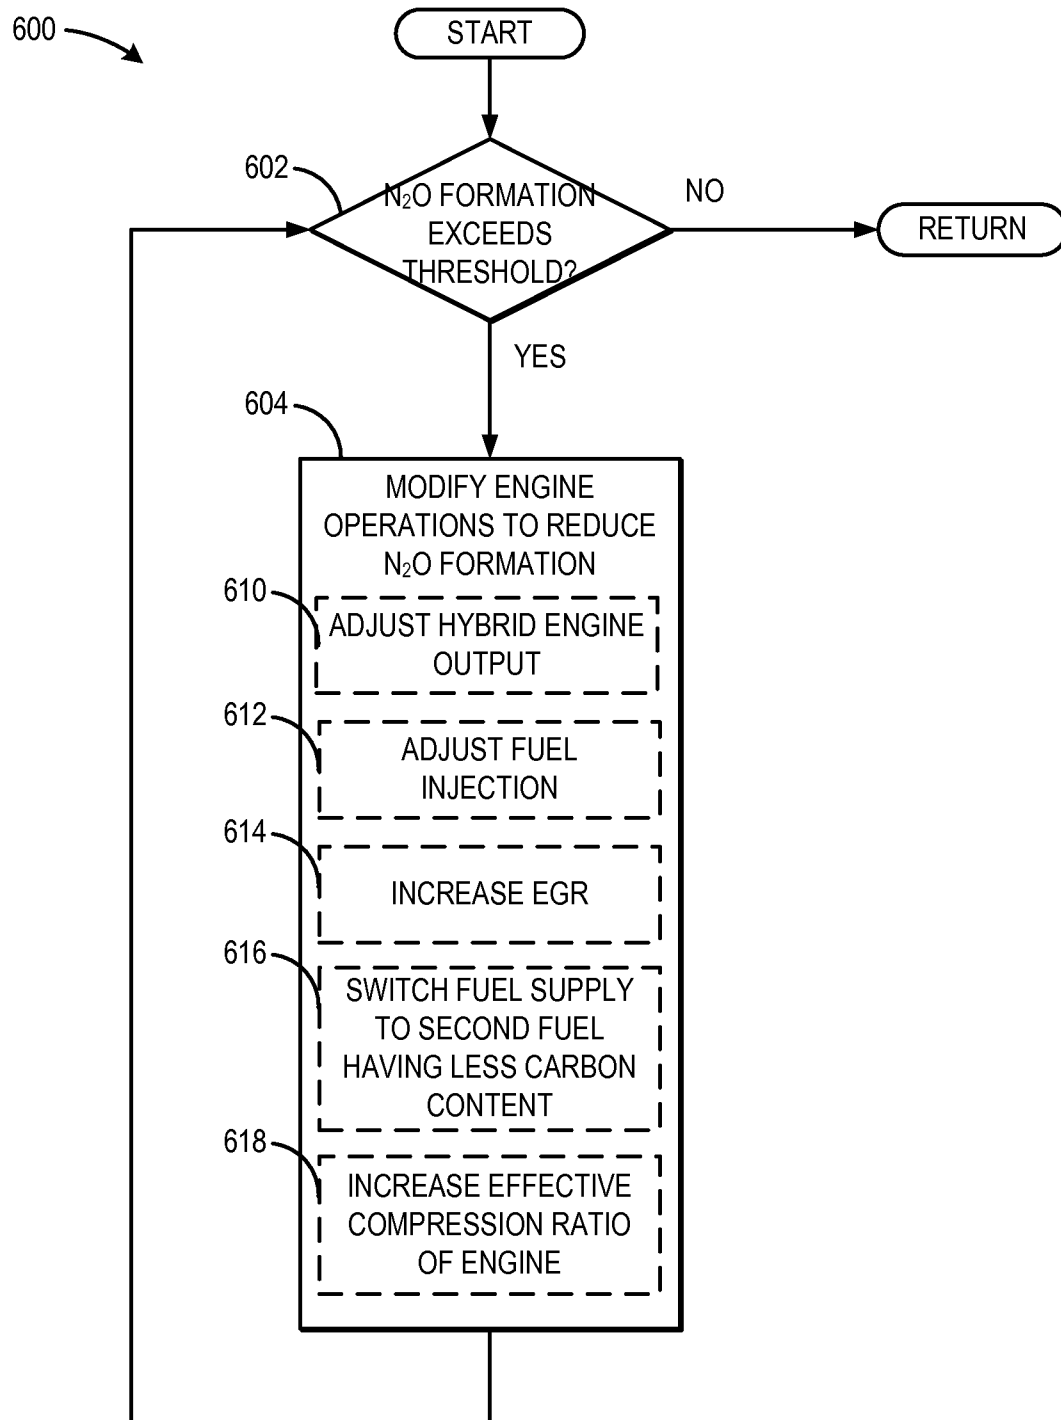 600
START
602
N₂O FORMATION
EXCEEDS
THRESHOLD?
NO
RETURN
YES
604
MODIFY ENGINE
OPERATIONS TO REDUCE
N₂O FORMATION
610
ADJUST HYBRID ENGINE
OUTPUT
612
ADJUST FUEL
INJECTION
614
INCREASE EGR
616
SWITCH FUEL SUPPLY
TO SECOND FUEL
HAVING LESS CARBON
CONTENT
618
INCREASE EFFECTIVE
COMPRESSION RATIO
OF ENGINE